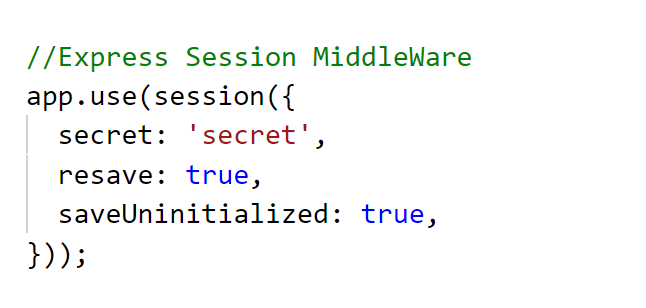 //Express Session MiddleWare
app.use(session({
  secret: 'secret',
  resave: true,
  saveUninitialized: true,
}));